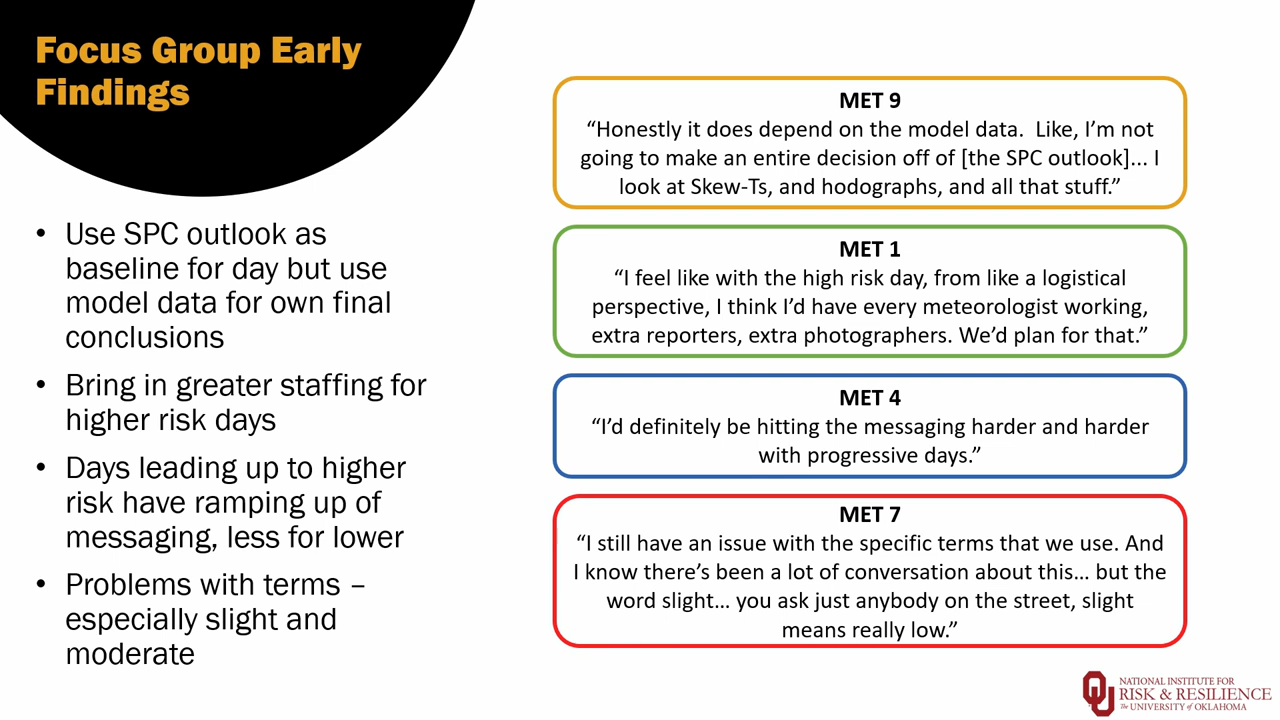 Focus Group Early
Findings
• Use SPC outlook as
baseline for day but use
model data for own final
conclusions
• Bring in greater staffing for
higher risk days
• Days leading up to higher
risk have ramping up of
messaging, less for lower
• Problems with terms –
especially slight and
moderate
MET 9
“Honestly it does depend on the model data.  Like, I’m not
going to make an entire decision off of [the SPC outlook]... I
look at Skew-Ts, and hodographs, and all that stuff.”
MET 1
“I feel like with the high risk day, from like a logistical
perspective, I think I’d have every meteorologist working,
extra reporters, extra photographers. We’d plan for that.”
MET 4
“I’d definitely be hitting the messaging harder and harder
with progressive days.”
MET 7
“I still have an issue with the specific terms that we use. And
I know there’s been a lot of conversation about this… but the
word slight… you ask just anybody on the street, slight
means really low.”
NATIONAL INSTITUTE FOR
RISK & RESILIENCE
The UNIVERSITY of OKLAHOMA